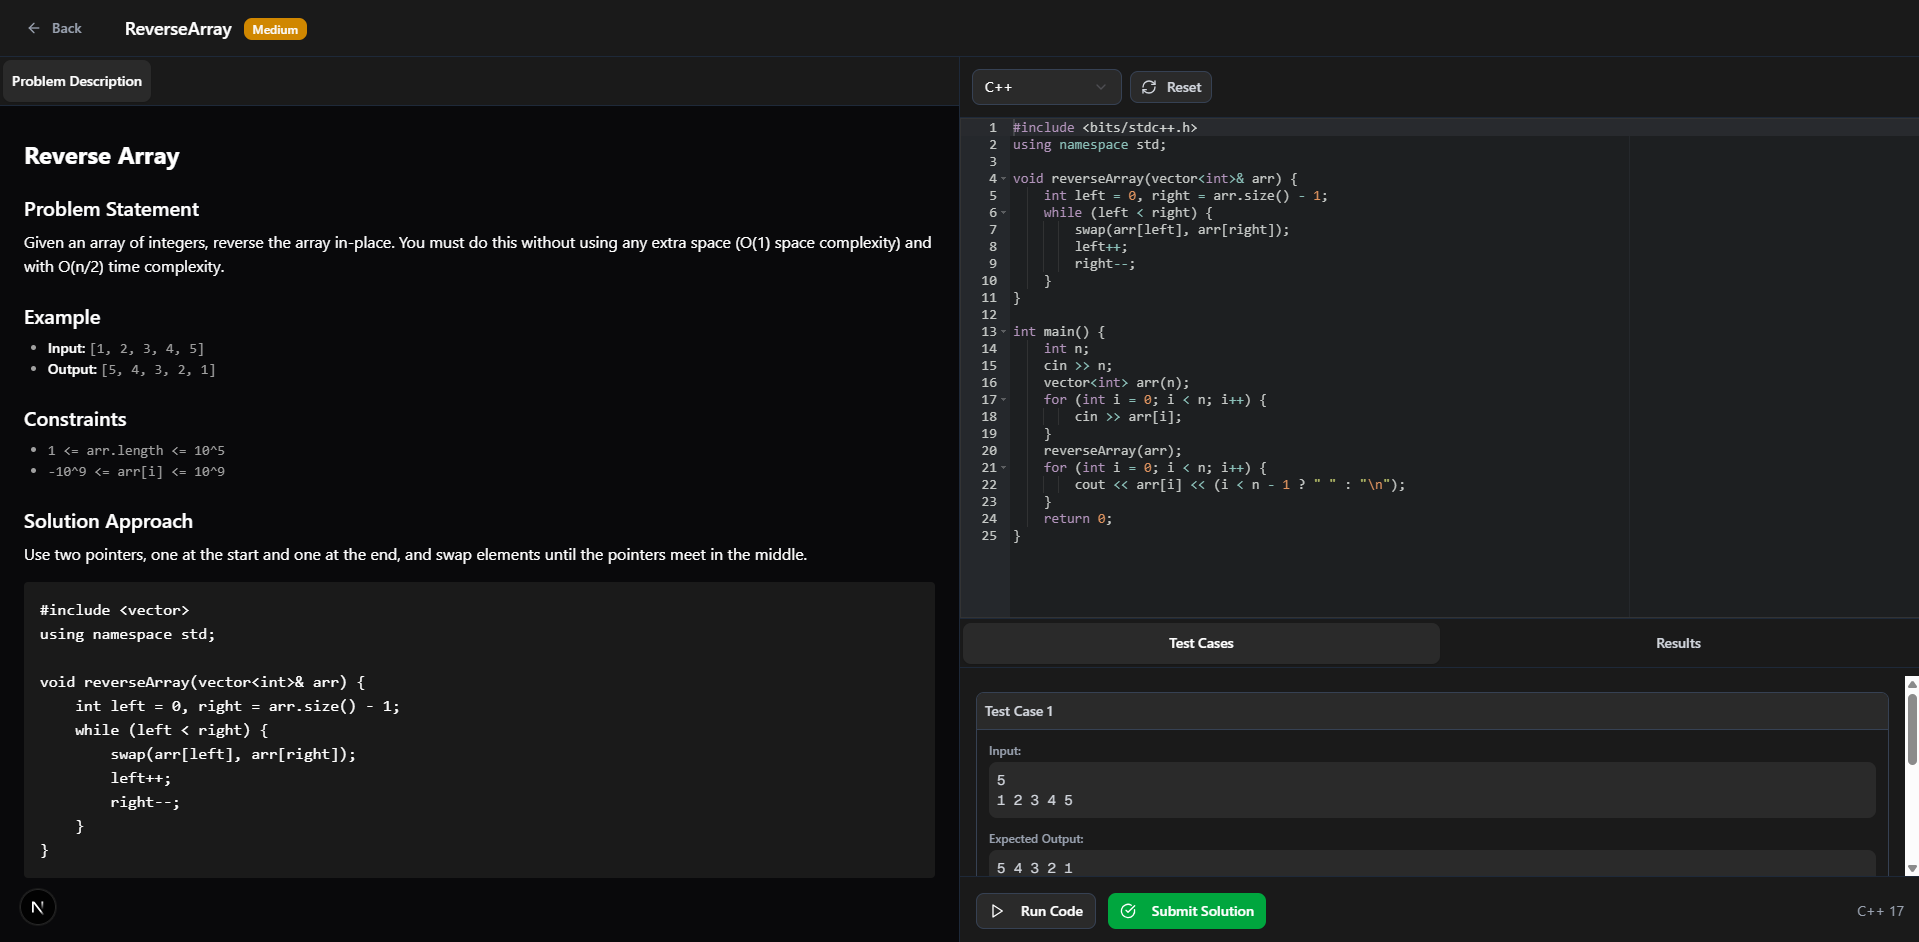 Back
ReverseArray
Medium
Problem Description
Reverse Array
Problem Statement
Given an array of integers, reverse the array in-place. You must do this without using any extra space (O(1) space complexity) and
with O(n/2) time complexity.
Example
• Input: [1, 2, 3, 4, 5]
• Output: [5, 4, 3, 2, 1]
Constraints
• 1 <= arr.length <= 10^5
• -10^9 <= arr[i] <= 10^9
Solution Approach
Use two pointers, one at the start and one at the end, and swap elements until the pointers meet in the middle.
#include <vector>
using namespace std;
void reverseArray(vector<int>& arr) {
    int left = 0, right = arr.size() - 1;
    while (left < right) {
        swap(arr[left], arr[right]);
        left++;
        right--;
    }
}
N
C++
Reset
1 #include <bits/stdc++.h>
2 using namespace std;
3
4 void reverseArray(vector<int>& arr) {
5     int left = 0, right = arr.size() - 1;
6     while (left < right) {
7         swap(arr[left], arr[right]);
8         left++;
9         right--;
10     }
11 }
12
13 int main() {
14     int n;
15     cin >> n;
16     vector<int> arr(n);
17     for (int i = 0; i < n; i++) {
18         cin >> arr[i];
19     }
20     reverseArray(arr);
21     for (int i = 0; i < n; i++) {
22         cout << arr[i] << (i < n - 1 ? " " : "\n");
23     }
24     return 0;
25 }
Test Cases
Results
Test Case 1
Input:
5
1 2 3 4 5
Expected Output:
5 4 3 2 1
Run Code
Submit Solution
C++ 17